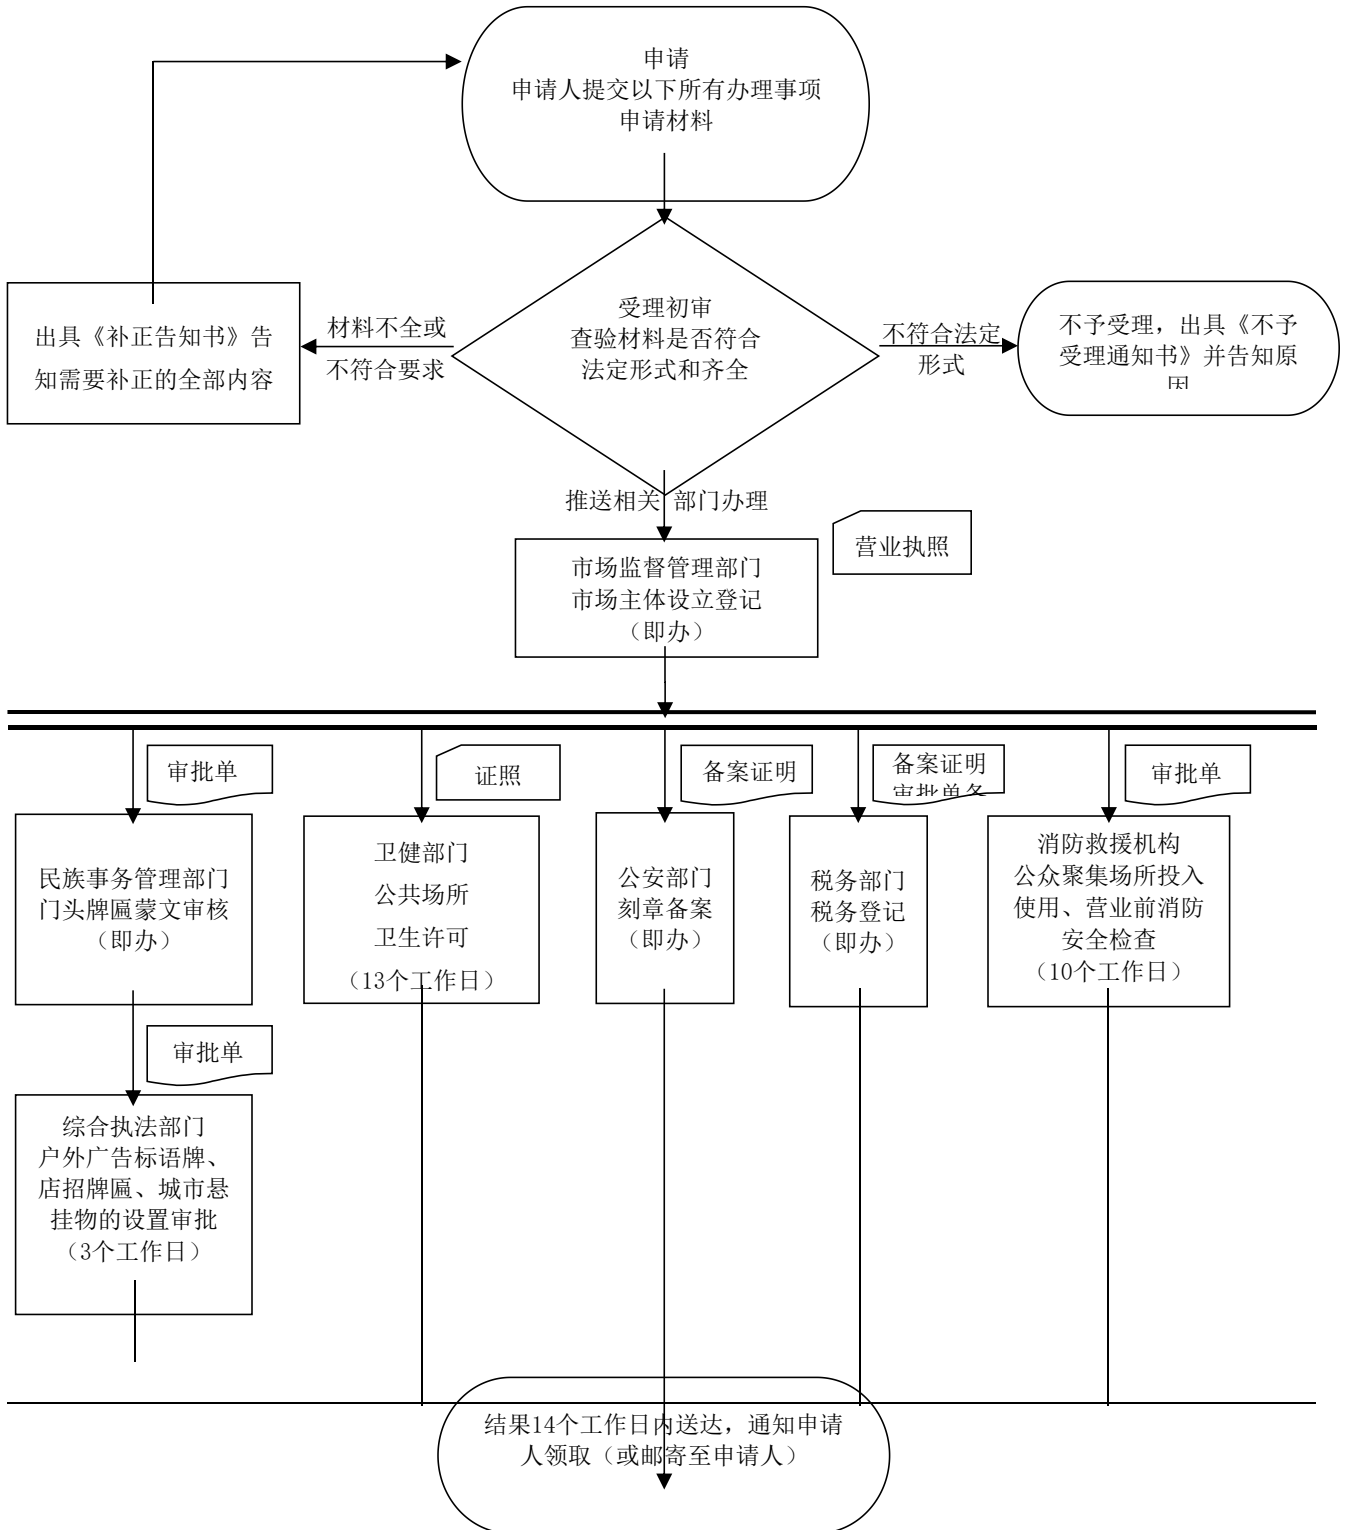 申请
申请人提交以下所有办理事项
申请材料
受理初审
查验材料是否符合
法定形式和齐全
材料不全或
不符合要求
出具《补正告知书》告
知需要补正的全部内容
不符合法定
形式
不予受理，出具《不予
受理通知书》并告知原
因
推送相关 部门办理
市场监督管理部门
市场主体设立登记
（即办）
营业执照
审批单
证照
备案证明
备案证明
审批单
民族事务管理部门
门头牌匾蒙文审核
（即办）
卫健部门
公共场所
卫生许可
（13个工作日）
公安部门
刻章备案
（即办）
税务部门
税务登记
（即办）
消防救援机构
公众聚集场所投入
使用、营业前消防
安全检查
（10个工作日）
审批单
综合执法部门
户外广告标语牌、
店招牌匾、城市悬
挂物的设置审批
（3个工作日）
结果14个工作日内送达，通知申请
人领取（或邮寄至申请人）